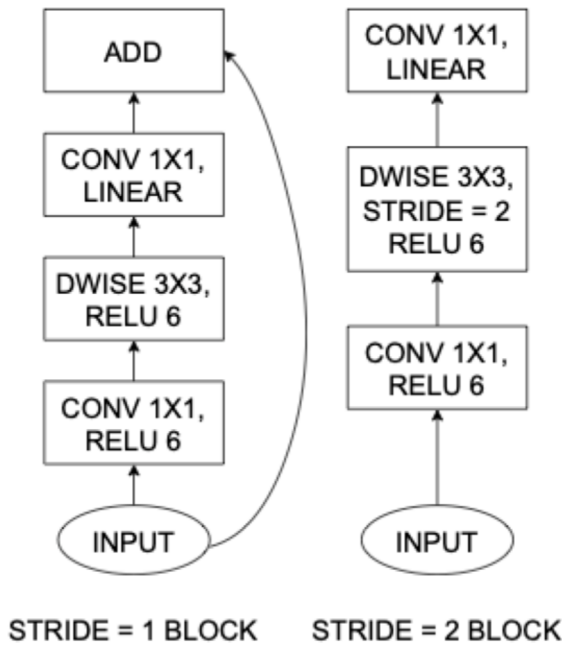 ADD
CONV 1X1,
LINEAR
DWISE 3X3,
RELU 6
CONV 1X1,
RELU 6
INPUT
STRIDE = 1 BLOCK
CONV 1X1,
LINEAR
DWISE 3X3,
STRIDE = 2
RELU 6
CONV 1X1,
RELU 6
INPUT
STRIDE = 2 BLOCK